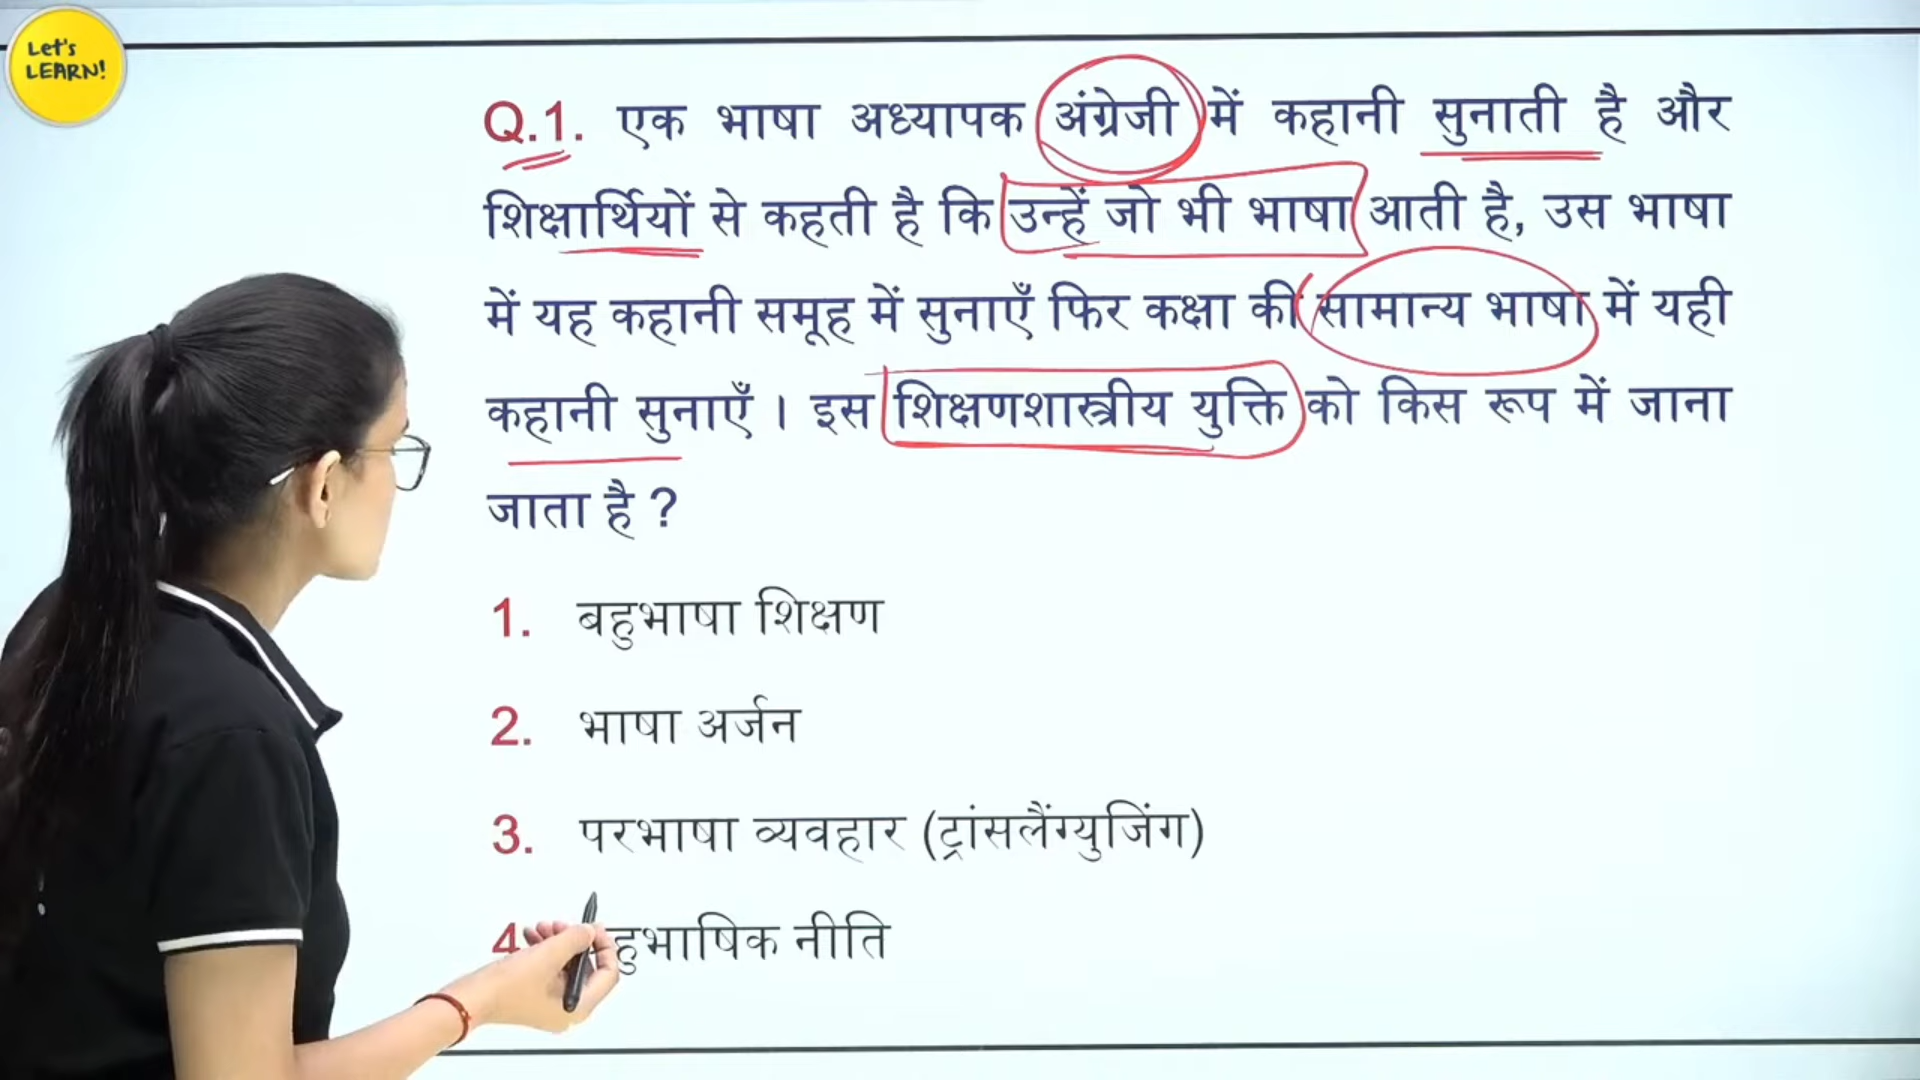 Let's
LEARN!
Q.1. एक भाषा अध्यापक अंग्रेजी में कहानी सुनाती है और
शिक्षार्थियों से कहती है कि उन्हें जो भी भाषा आती है, उस भाषा
में यह कहानी समूह में सुनाएँ फिर कक्षा की सामान्य भाषा में यही
कहानी सुनाएँ । इस शिक्षणशास्त्रीय युक्ति को किस रूप में जाना
जाता है ?
1. बहुभाषा शिक्षण
2. भाषा अर्जन
3. परभाषा व्यवहार (ट्रांसलैंग्युजिंग)
4 नीति